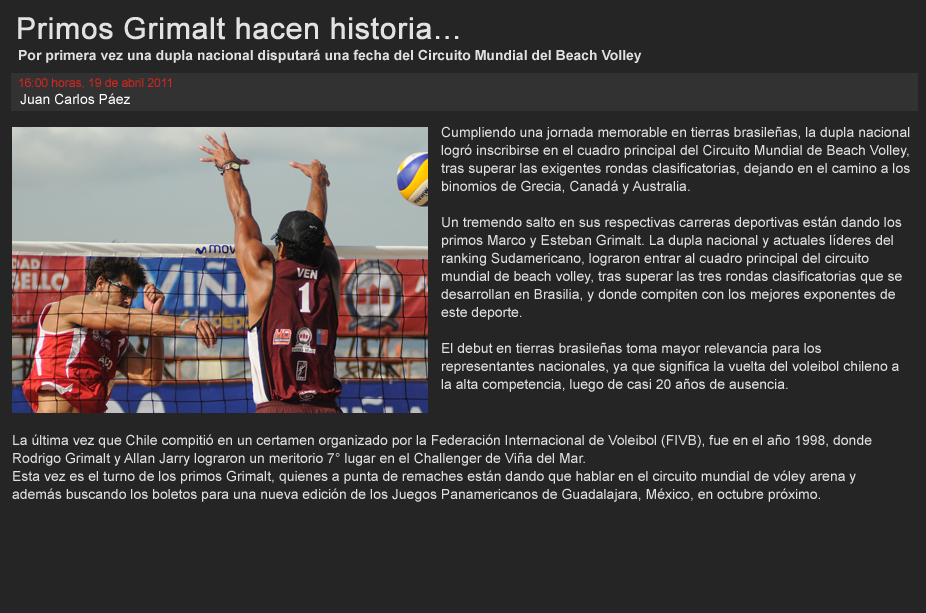 Primos Grimalt hacen historia...
Por primera vez una dupla nacional disputará una fecha del Circuito Mundial del Beach Volley
16:00 horas, 19 de abril 2011
Juan Carlos Páez
Cumpliendo una jornada memorable en tierras brasileñas, la dupla nacional
logró inscribirse en el cuadro principal del Circuito Mundial de Beach Volley,
tras superar las exigentes rondas clasificatorias, dejando en el camino a los
binomios de Grecia, Canadá y Australia.
Un tremendo salto en sus respectivas carreras deportivas están dando los
primos Marco y Esteban Grimalt. La dupla nacional y actuales líderes del
ranking Sudamericano, lograron entrar al cuadro principal del circuito
mundial de beach volley, tras superar las tres rondas clasificatorias que se
desarrollan en Brasilia, y donde compiten con los mejores exponentes de
este deporte.
El debut en tierras brasileñas toma mayor relevancia para los
representantes nacionales, ya que significa la vuelta del voleibol chileno a
la alta competencia, luego de casi 20 años de ausencia.
movi
DAD
BELLO
VIÑA
VEN
1
La última vez que Chile compitió en un certamen organizado por la Federación Internacional de Voleibol (FIVB), fue en el año 1998, donde
Rodrigo Grimalt y Allan Jarry lograron un meritorio 7° lugar en el Challenger de Viña del Mar.
Esta vez es el turno de los primos Grimalt, quienes a punta de remaches están dando que hablar en el circuito mundial de vóley arena y
además buscando los boletos para una nueva edición de los Juegos Panamericanos de Guadalajara, México, en octubre próximo.